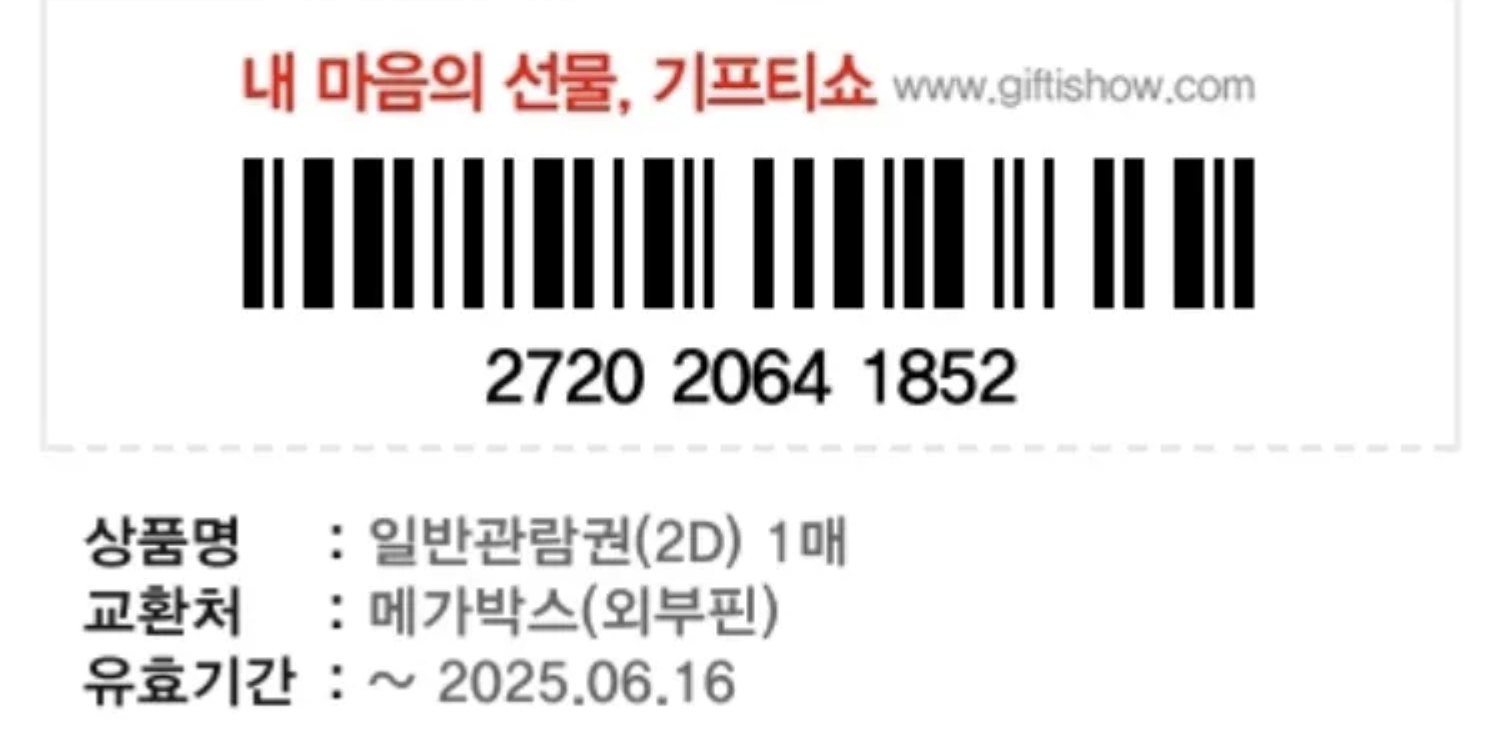 내 마음의 선물, 기프티쇼 www.giftishow.com
2720 2064 1852
상품명 : 일반관람권(2D) 1매
교환처 : 메가박스(외부핀)
유효기간 : ~ 2025.06.16